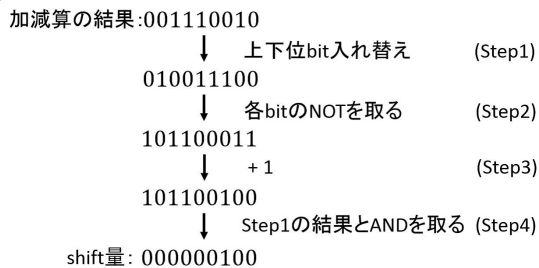 加減算の結果:001110010
上下位bit入れ替え (Step1)
010011100
各bitのNOTを取る (Step2)
101100011
+ 1 (Step3)
101100100
Step1の結果とANDを取る (Step4)
shift量: 000000100